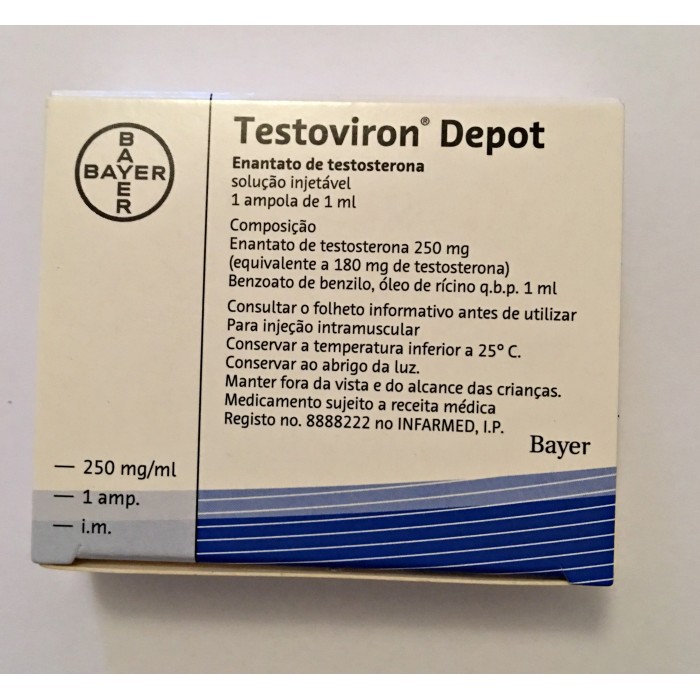 BAYER
BAYER
Testoviron® Depot
Enantato de testosterona
solução injetável
1 ampola de 1 ml
Composição
Enantato de testosterona 250 mg
(equivalente a 180 mg de testosterona)
Benzoato de benzilo, óleo de rícino q.b.p. 1 ml
Consultar o folheto informativo antes de utilizar
Para injeção intramuscular
Conservar a temperatura inferior a 25° C.
Conservar ao abrigo da luz.
Manter fora da vista e do alcance das crianças.
Medicamento sujeito a receita médica
Registo no. 8888222 no INFARMED, I.P.
Bayer
— 250 mg/ml
— 1 amp.
— i.m.